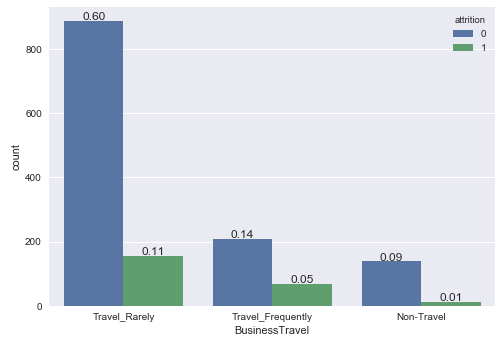 attrition
0
1
0.60
0.11
0.14
0.05
0.09
0.01
800
600
400
200
0
count
Travel_Rarely
Travel_Frequently
Non-Travel
BusinessTravel